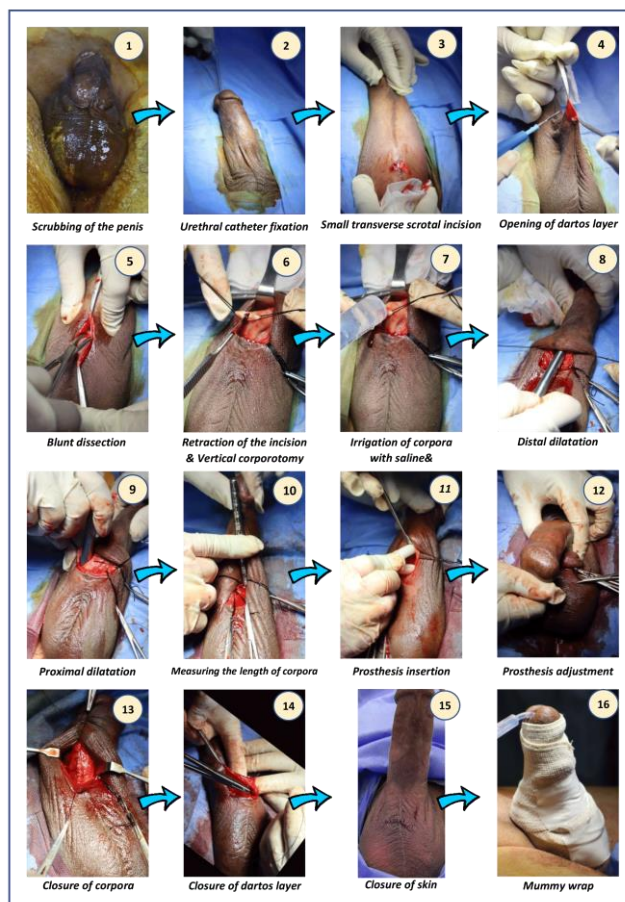 1
2
3
4
Scrubbing of the penis
Urethral catheter fixation
Small transverse scrotal incision
Opening of dartos layer
5
6
7
8
Blunt dissection
Retraction of the incision
& Vertical corporotomy
Irrigation of corpora
with saline&
Distal dilatation
9
10
11
12
Proximal dilatation
Measuring the length of corpora
Prosthesis insertion
Prosthesis adjustment
13
14
15
16
Closure of corpora
Closure of dartos layer
Closure of skin
Mummy wrap